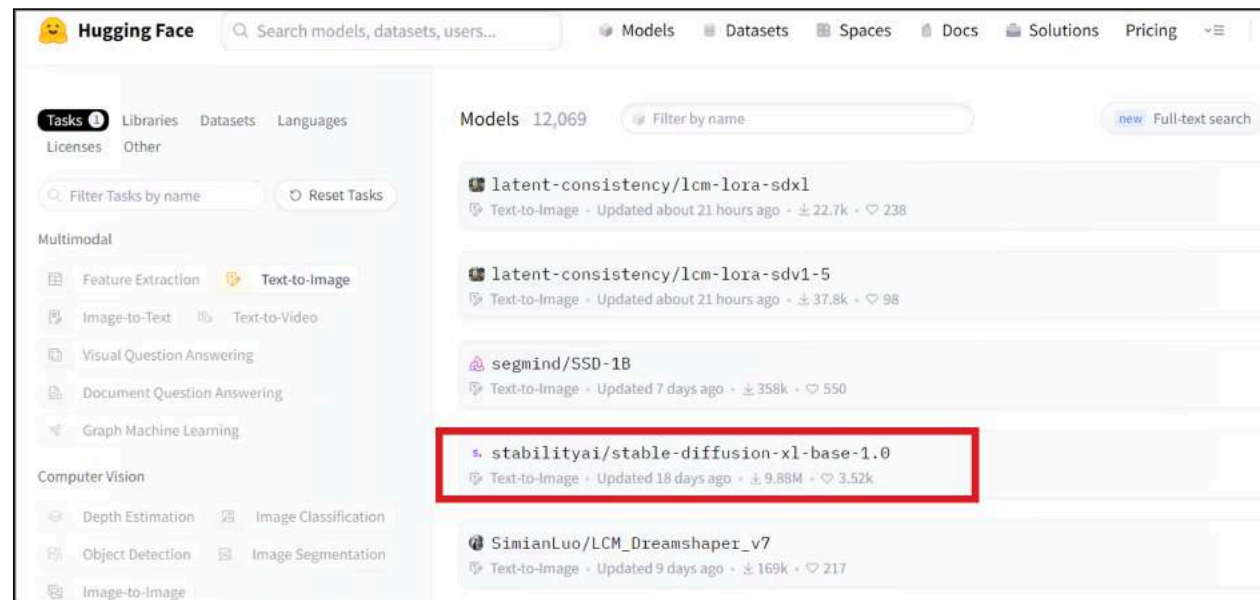 Hugging Face Search models, datasets, users... Models Datasets Spaces Docs Solutions Pricing
Tasks 1 Libraries Datasets Languages
Licenses Other
Filter Tasks by name Reset Tasks
Multimodal
Feature Extraction Text-to-Image
Image-to-Text Text-to-Video
Visual Question Answering
Document Question Answering
Graph Machine Learning
Computer Vision
Depth Estimation Image Classification
Object Detection Image Segmentation
Image-to-Image
Models 12,069 Filter by name new Full-text search
latent-consistency/lcm-lora-sdxl
Text-to-Image • Updated about 21 hours ago • 22.7k • 238
latent-consistency/lcm-lora-sdv1-5
Text-to-Image • Updated about 21 hours ago • 37.8k • 98
segmind/SSD-1B
Text-to-Image • Updated 7 days ago • 358k • 550
s. stabilityai/stable-diffusion-xl-base-1.0
Text-to-Image • Updated 18 days ago • 9.88M • 3.52k
SimianLuo/LCM_Dreamshaper_v7
Text-to-Image • Updated 9 days ago • 169k • 217